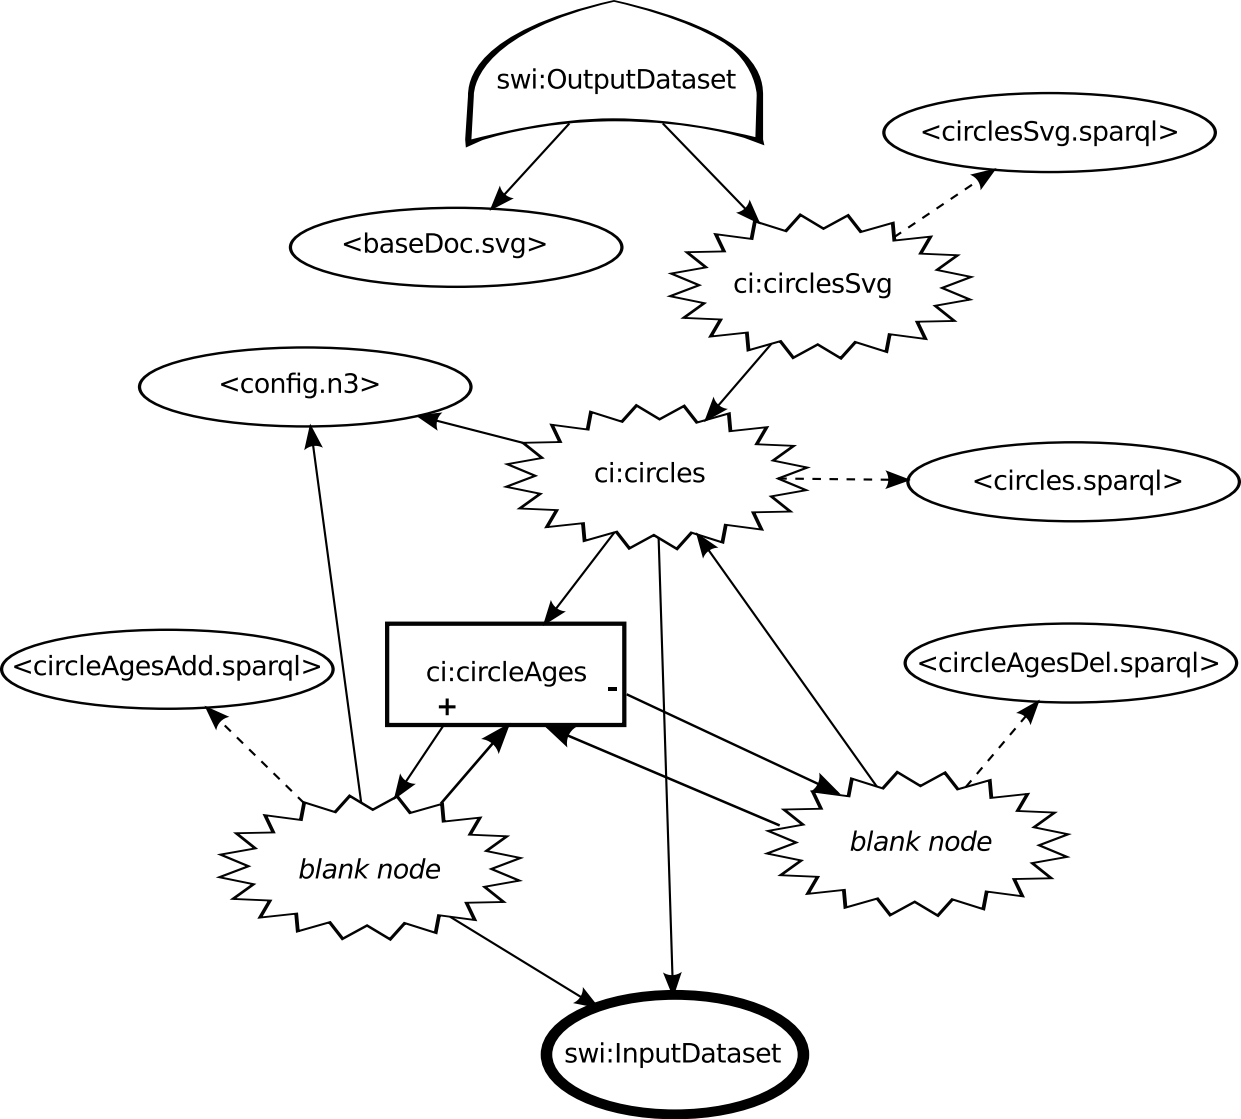 swi:OutputDataset
<circlesSvg.sparql>
<baseDoc.svg>
ci:circlesSvg
<config.n3>
ci:circles
<circles.sparql>
<circleAgesAdd.sparql>
ci:circleAges
-
+
<circleAgesDel.sparql>
blank node
blank node
swi:InputDataset